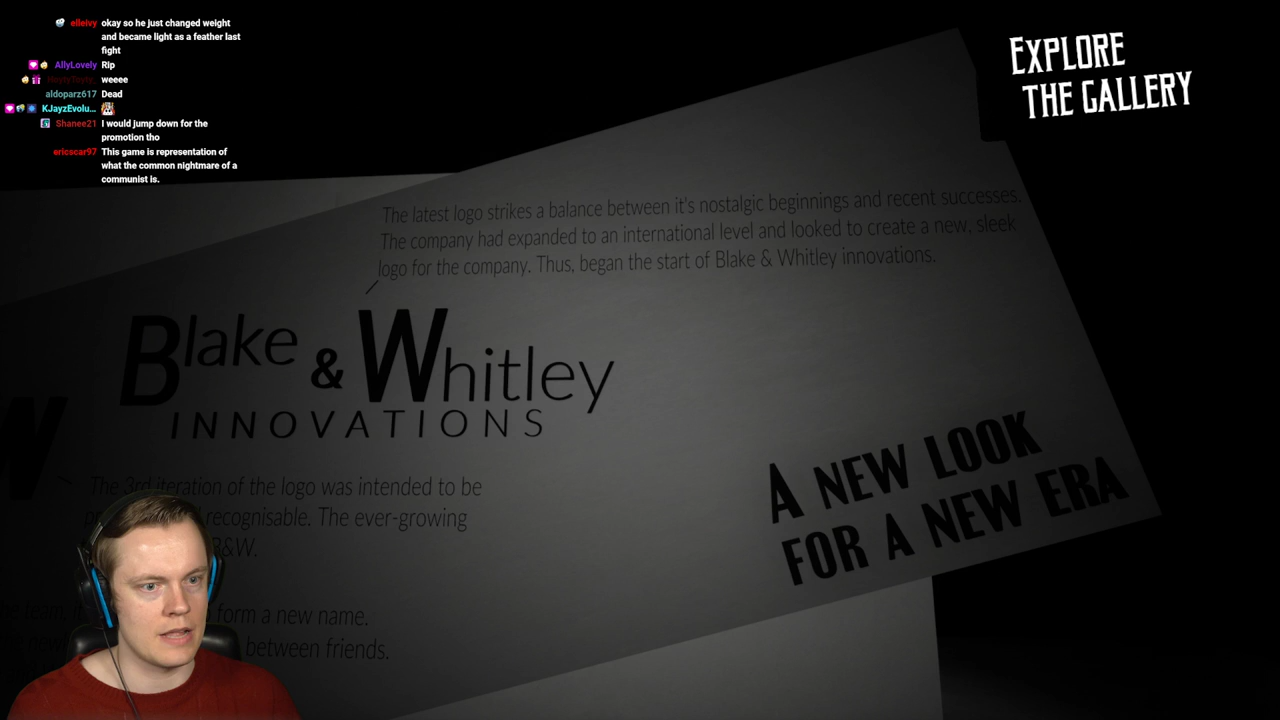 elleivy okay so he just changed weight
and became light as a feather last
fight
AllyLovely Rip
weeee
aldoparz617 Dead
KJayzEvolu...
Shanee21 I would jump down for the
promotion tho
ericscar97 This game is representation of
what the common nightmare of a
communist is.
EXPLORE
THE GALLERY
The latest logo strikes a balance between it's nostalgic beginnings and recent successes.
The company had expanded to an international level and looked to create a new, sleek
logo for the company. Thus, began the start of Blake & Whitley innovations.
Blake & Whitley
INNOVATIONS
W
The 3rd iteration of the logo was intended to be
recognisable. The ever-growing
B&W.
team,
form a new name.
between friends.
A NEW LOOK
FOR A NEW ERA